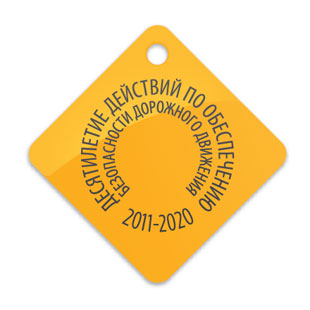 ДЕСЯТИЛЕТИЕ ДЕЙСТВИЙ ПО ОБЕСПЕЧЕНИЮ
БЕЗОПАСНОСТИ ДОРОЖНОГО ДВИЖЕНИЯ
2011-2020